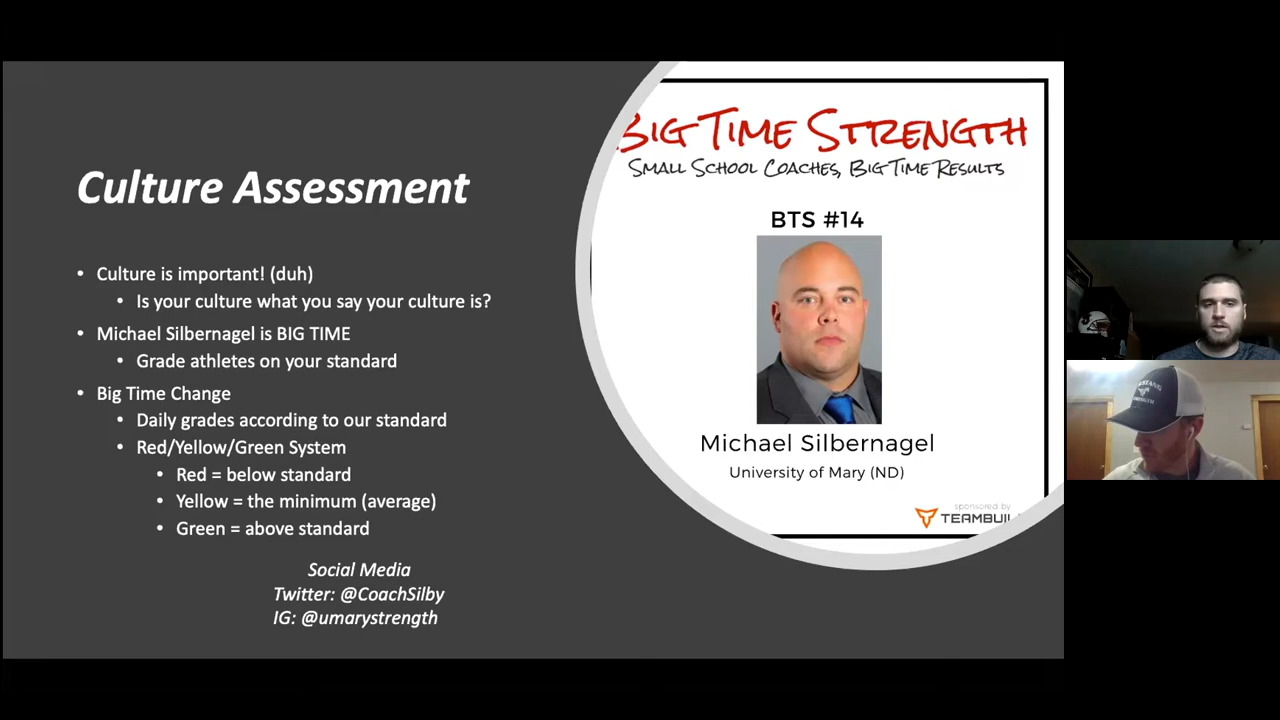 Culture Assessment
• Culture is important! (duh)
• Is your culture what you say your culture is?
• Michael Silbernagel is BIG TIME
• Grade athletes on your standard
• Big Time Change
• Daily grades according to our standard
• Red/Yellow/Green System
• Red = below standard
• Yellow = the minimum (average)
• Green = above standard
Social Media
Twitter: @CoachSilby
IG: @umarystrength
BIG TIME STRENGTH
SMALL SCHOOL COACHES, BIG TIME RESULTS
BTS #14
Michael Silbernagel
University of Mary (ND)
sponsored by
TEAMBUIL